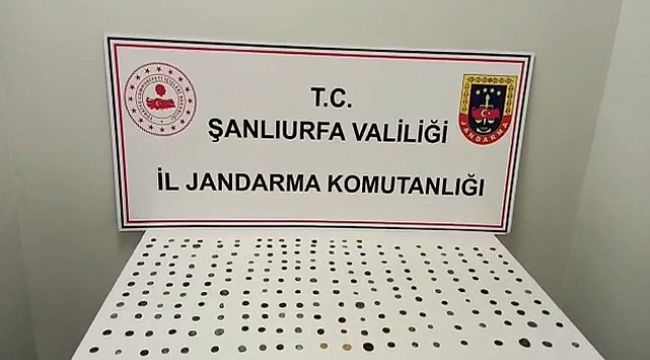 T.C.
ŞANLIURFA VALİLİĞİ
İL JANDARMA KOMUTANLIĞI
JANDARMA